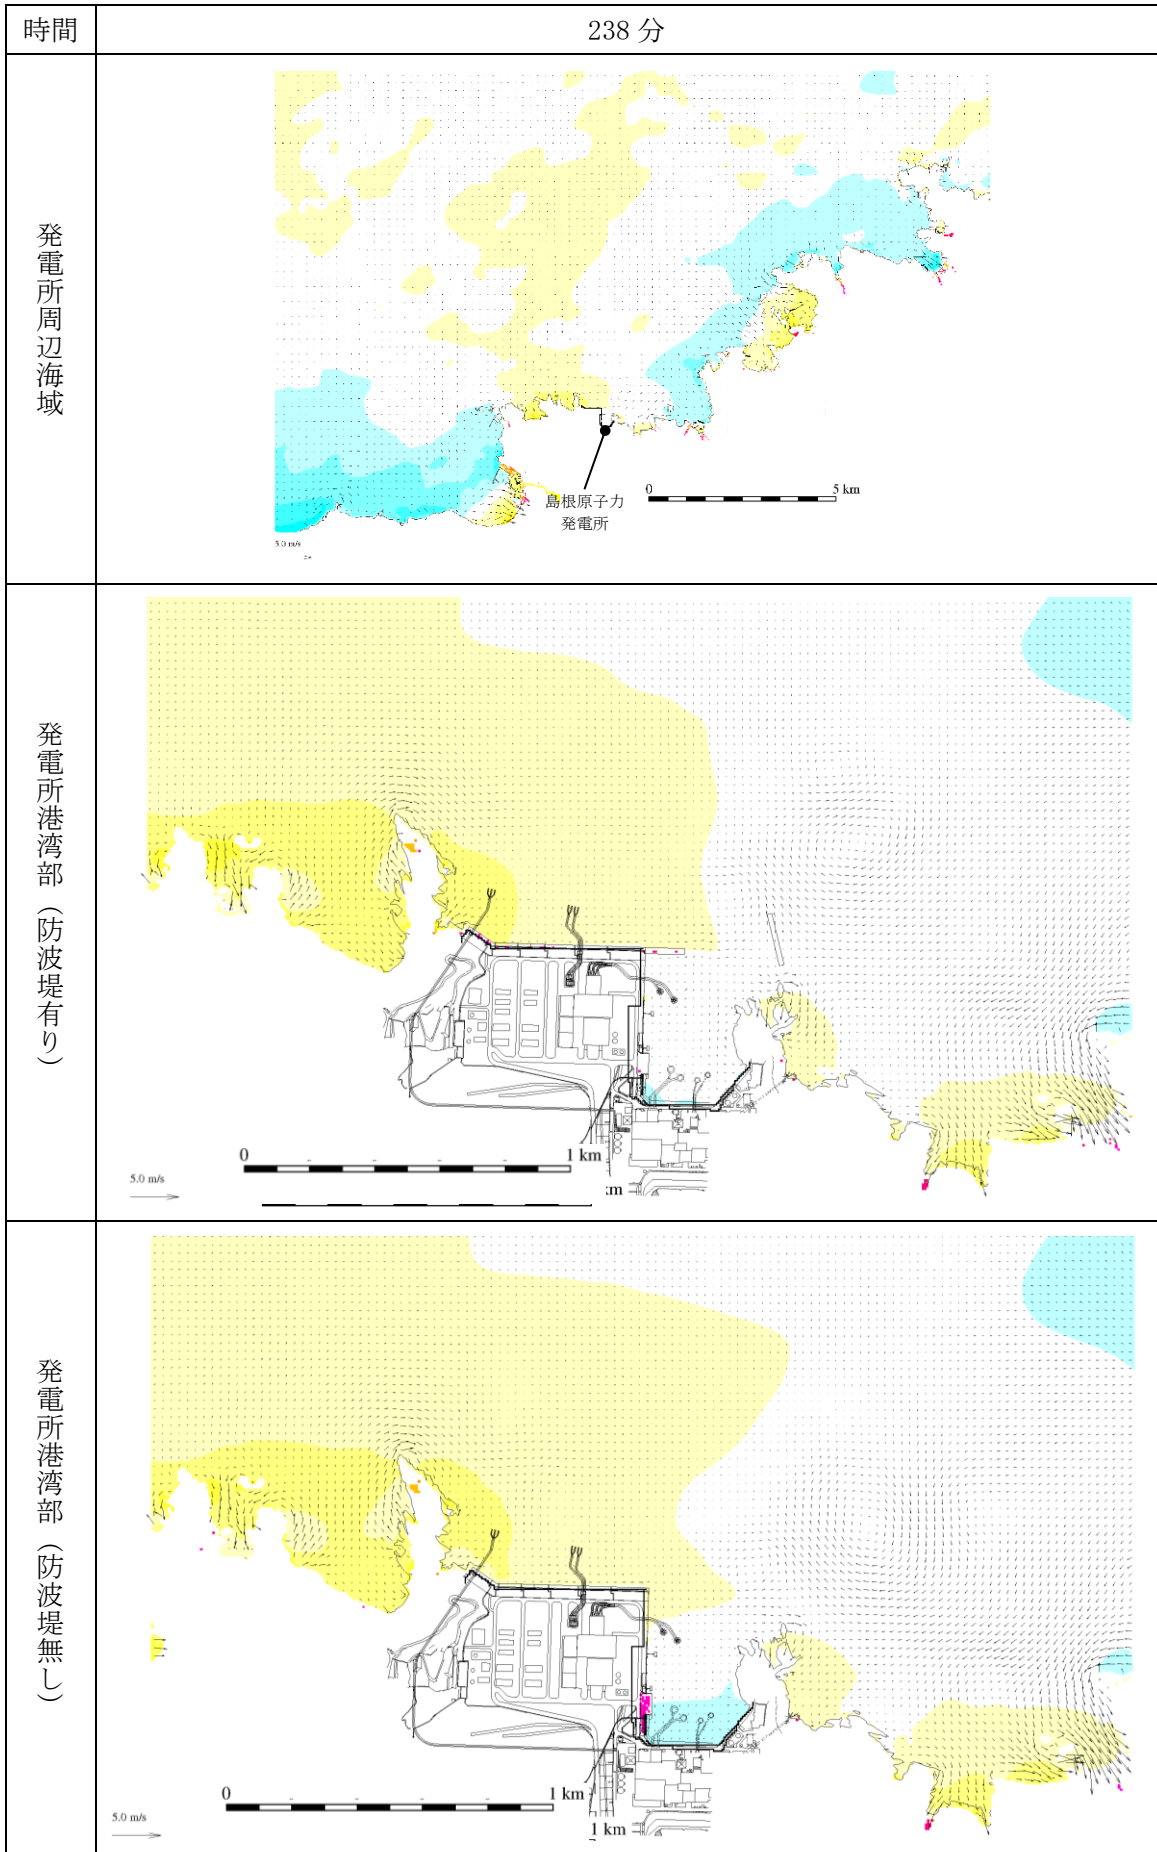 時間
238 分
発電所周辺海域
島根原子力
発電所
0
5 km
5.0 m/s
発電所港湾部（防波堤有り）
0
1 km
km
5.0 m/s
発電所港湾部（防波堤無し）
0
1 km
1 km
5.0 m/s